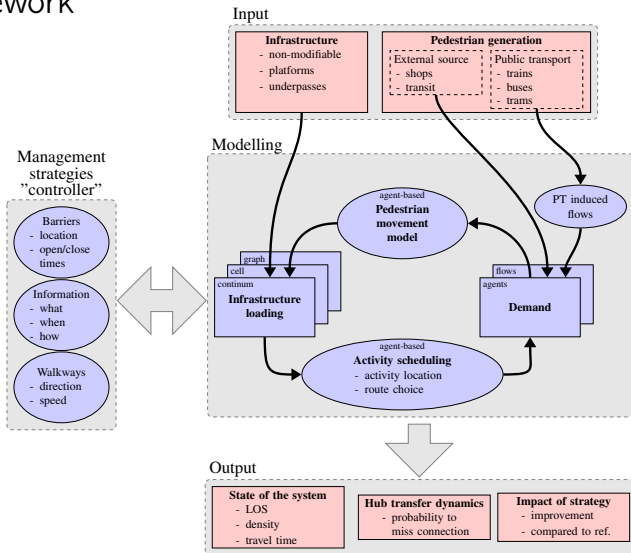 ework
Input
Infrastructure
- non-modifiable
- platforms
- underpasses
Pedestrian generation
External source
- shops
- transit
Public transport
- trains
- buses
- trams
Management
strategies
”controller”
Barriers
- location
- open/close
times
Information
- what
- when
- how
Walkways
- direction
- speed
Modelling
agent-based
Pedestrian
movement
model
PT induced
flows
graph
cell
continum
Infrastructure
loading
flows
agents
Demand
agent-based
Activity scheduling
- activity location
- route choice
Output
State of the system
- LOS
- density
- travel time
Hub transfer dynamics
- probability to
miss connection
Impact of strategy
- improvement
- compared to ref.